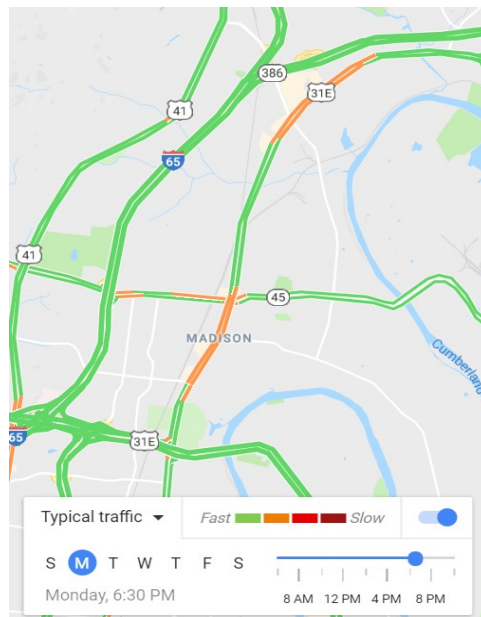 386
31E
41
65
41
45
MADISON
Cumberland
65
31E
Typical traffic Fast Slow
S M T W T F S
Monday, 6:30 PM
8 AM 12 PM 4 PM 8 PM